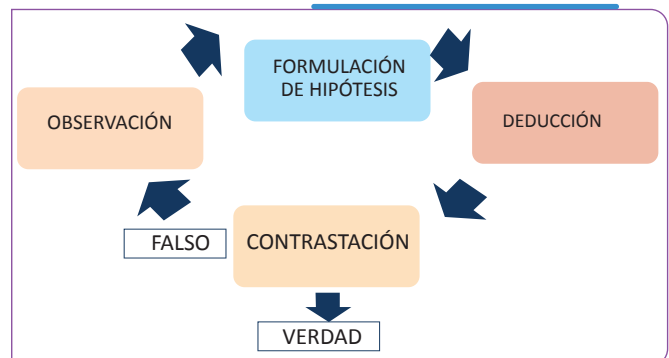 FORMULACIÓN
DE HIPÓTESIS
OBSERVACIÓN
DEDUCCIÓN
FALSO
CONTRASTACIÓN
VERDAD